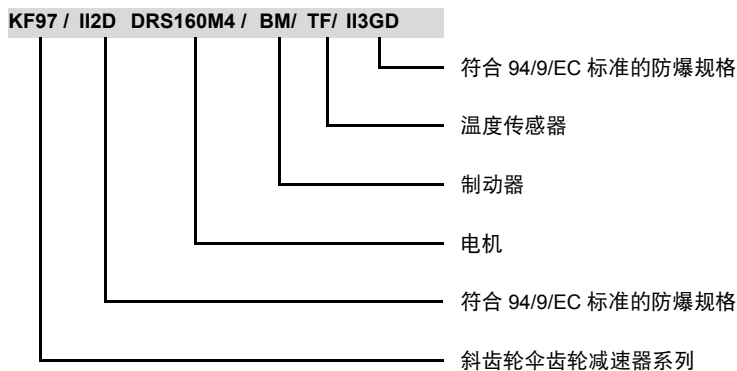 KF97 / II2D DRS160M4 / BM/ TF/ II3GD
符合 94/9/EC 标准的防爆规格
温度传感器
制动器
电机
符合 94/9/EC 标准的防爆规格
斜齿轮伞齿轮减速器系列